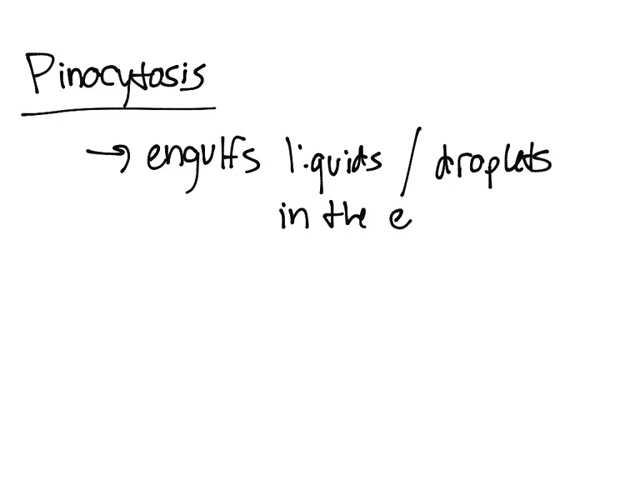 Pinocytosis
→ engulfs liquids / droplets
in the e